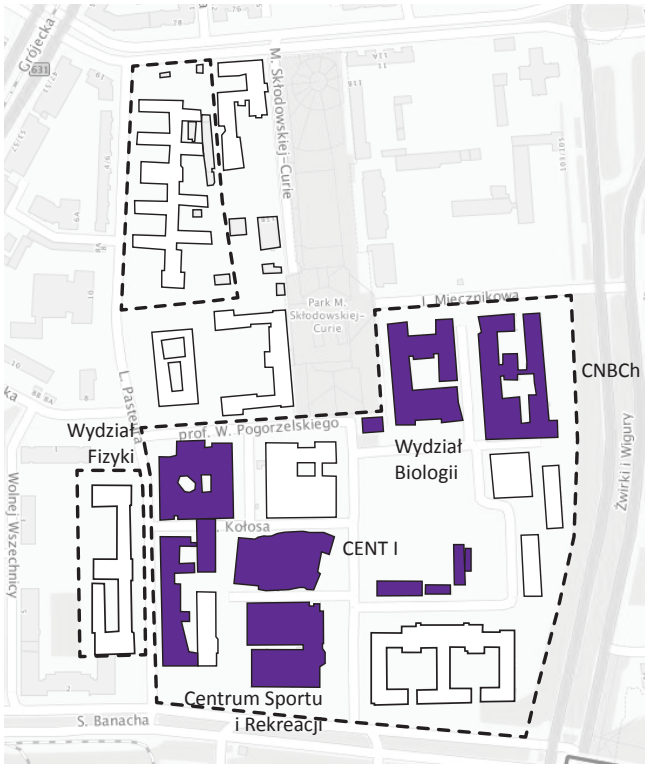 Grójecka
631
M. Skłodowskiej–Curie
Park M.
Skłodowskiej–
Curie
I. Miecznikowa
CNBCh
L. Pasteura
prof. W. Pogorzelskiego
Wydział
Fizyki
Wydział
Biologii
Żwirki i Wigury
Wolnej Wszechnicy
Kołosa
CENT I
Centrum Sportu
i Rekreacji
S. Banacha